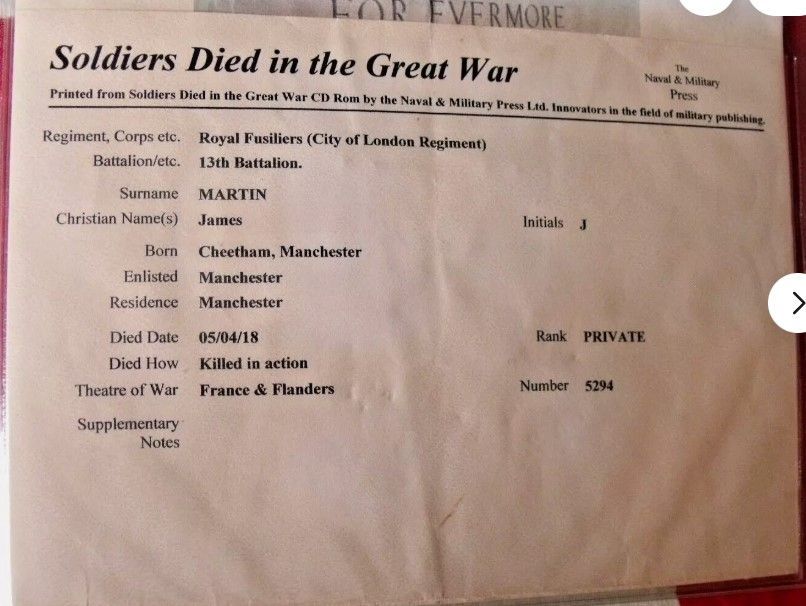 FOR EVERMORE
Soldiers Died in the Great War
The
Naval & Military
Press
Printed from Soldiers Died in the Great War CD Rom by the Naval & Military Press Ltd. Innovators in the field of military publishing.
Regiment, Corps etc. Royal Fusiliers (City of London Regiment)
Battalion/etc. 13th Battalion.
Surname MARTIN
Christian Name(s) James Initials J
Born Cheetham, Manchester
Enlisted Manchester
Residence Manchester
Died Date 05/04/18 Rank PRIVATE
Died How Killed in action
Theatre of War France & Flanders Number 5294
Supplementary
Notes